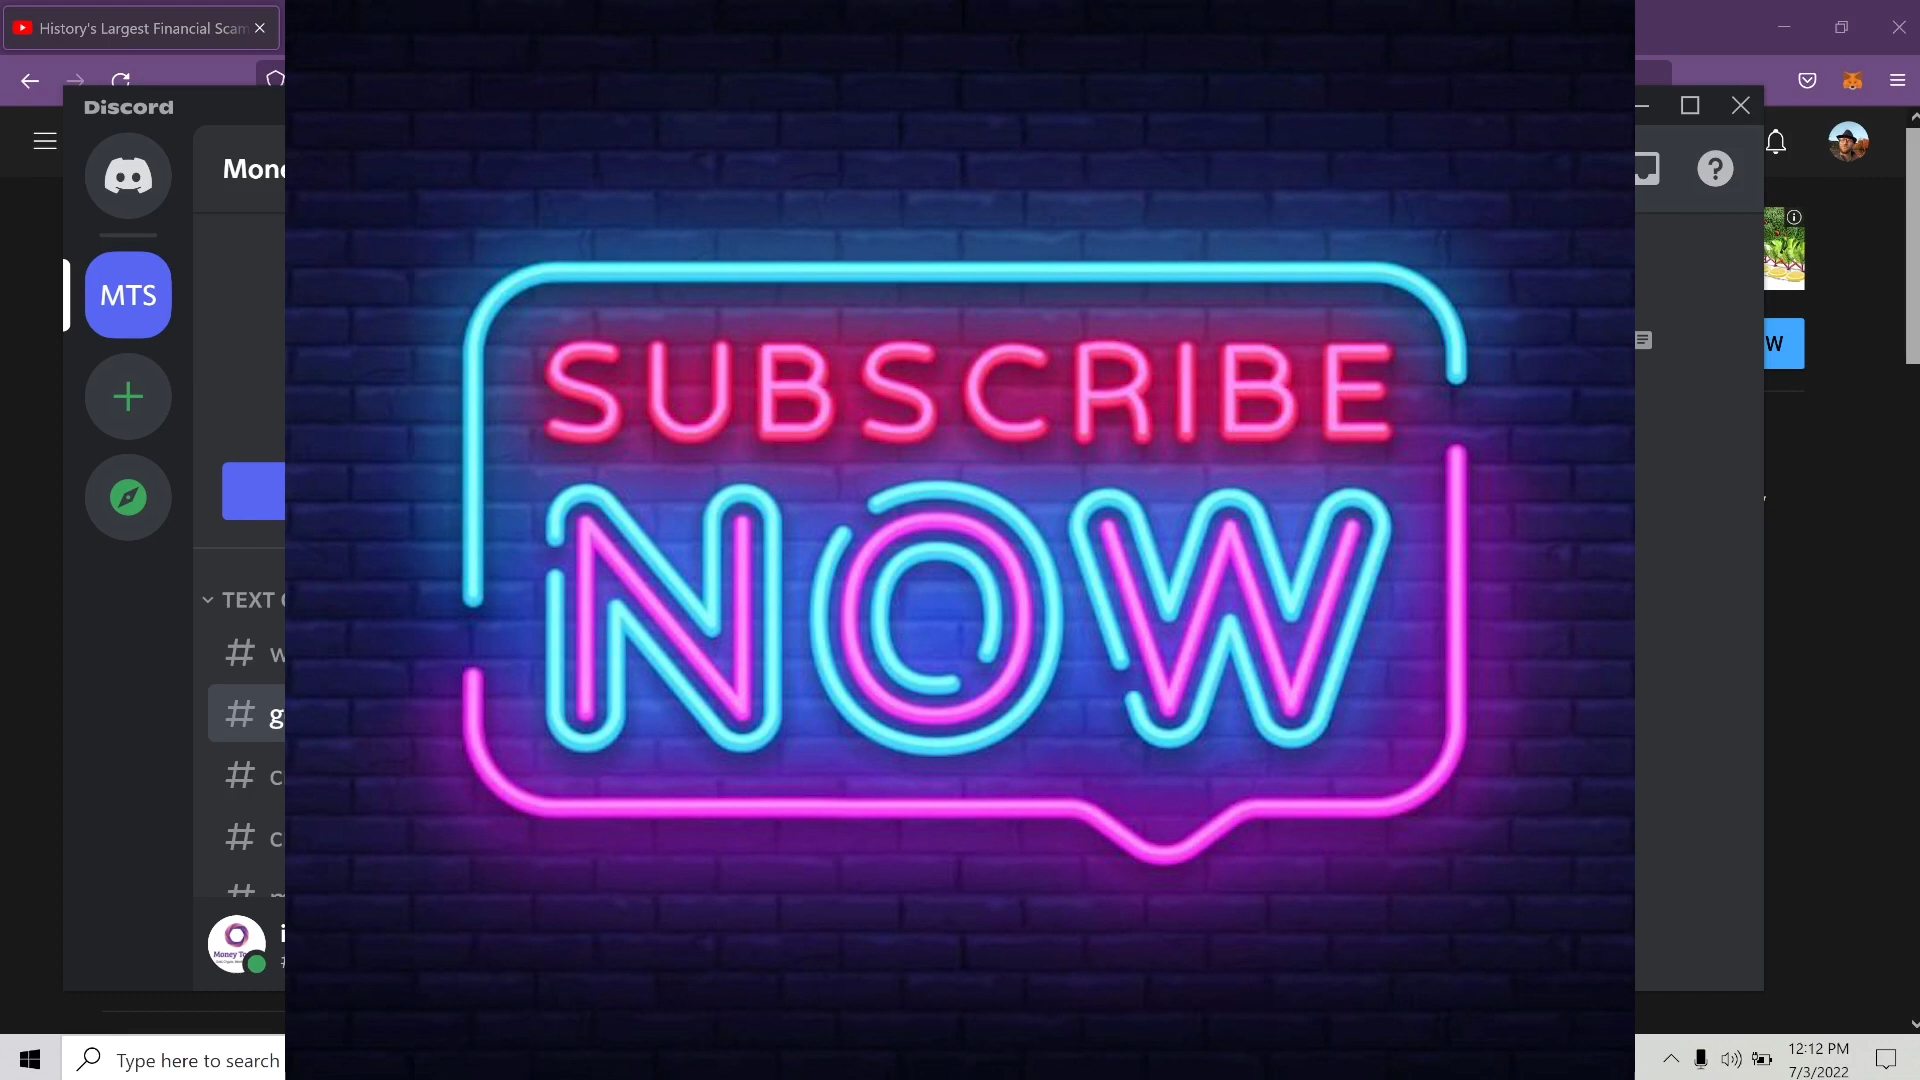 History's Largest Financial Scam
Discord
MTS
SUBSCRIBE
NOW
TEXT
W
Type here to search
12:12 PM
7/3/2022